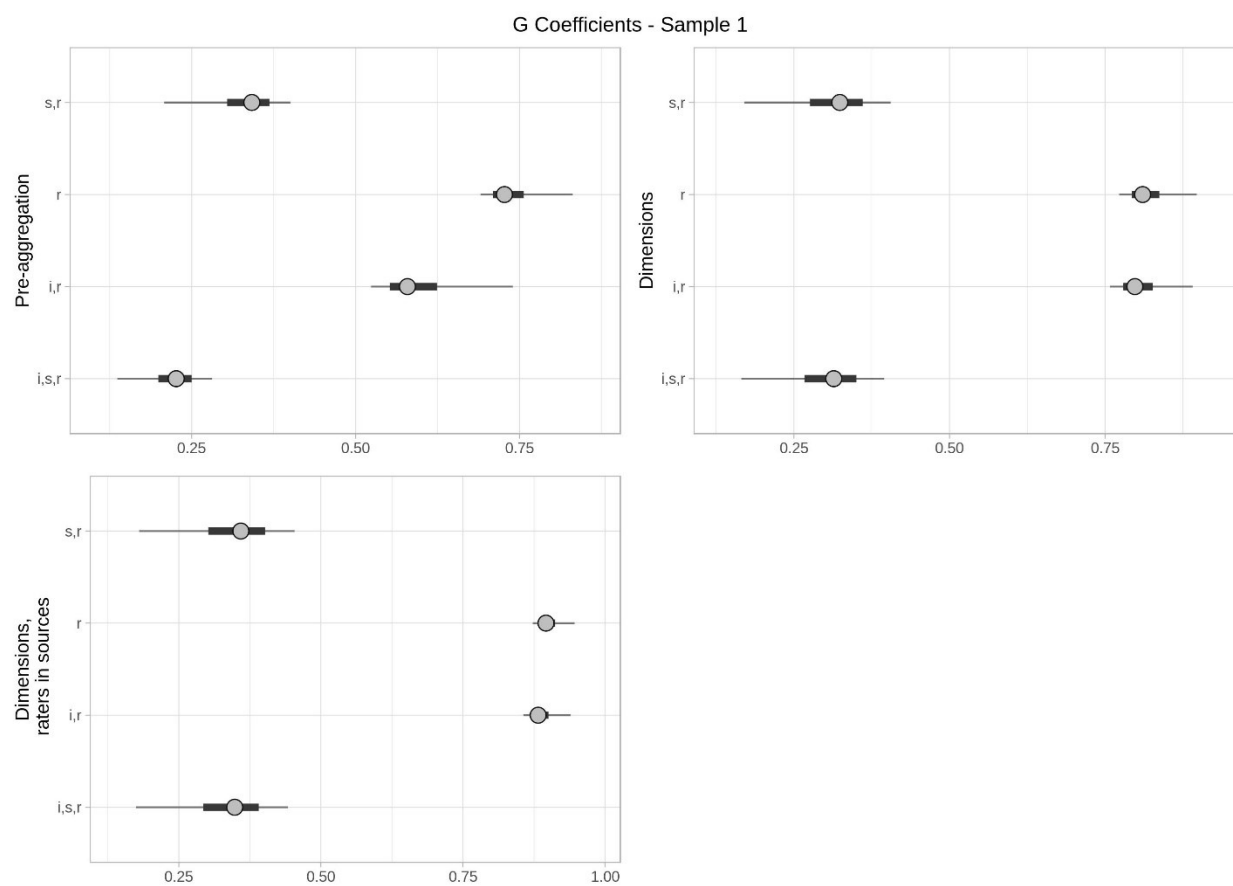 G Coefficients - Sample 1
Pre-aggregation
s,r
r
i,r
i,s,r
0.25 0.50 0.75
Dimensions
s,r
r
i,r
i,s,r
0.25 0.50 0.75
Dimensions,
raters in sources
s,r
r
i,r
i,s,r
0.25 0.50 0.75 1.00